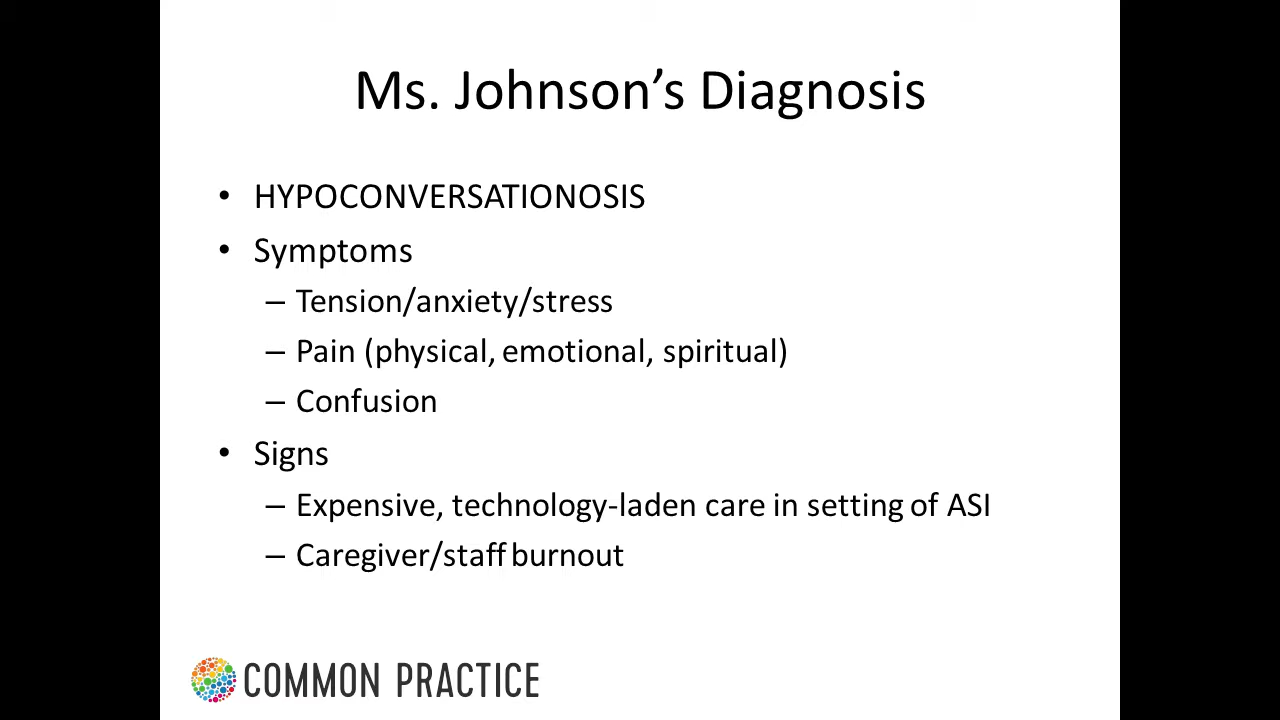 Ms. Johnson’s Diagnosis
• HYPOCONVERSATIONOSIS
• Symptoms
– Tension/anxiety/stress
– Pain (physical, emotional, spiritual)
– Confusion
• Signs
– Expensive, technology-laden care in setting of ASI
– Caregiver/staff burnout
COMMON PRACTICE